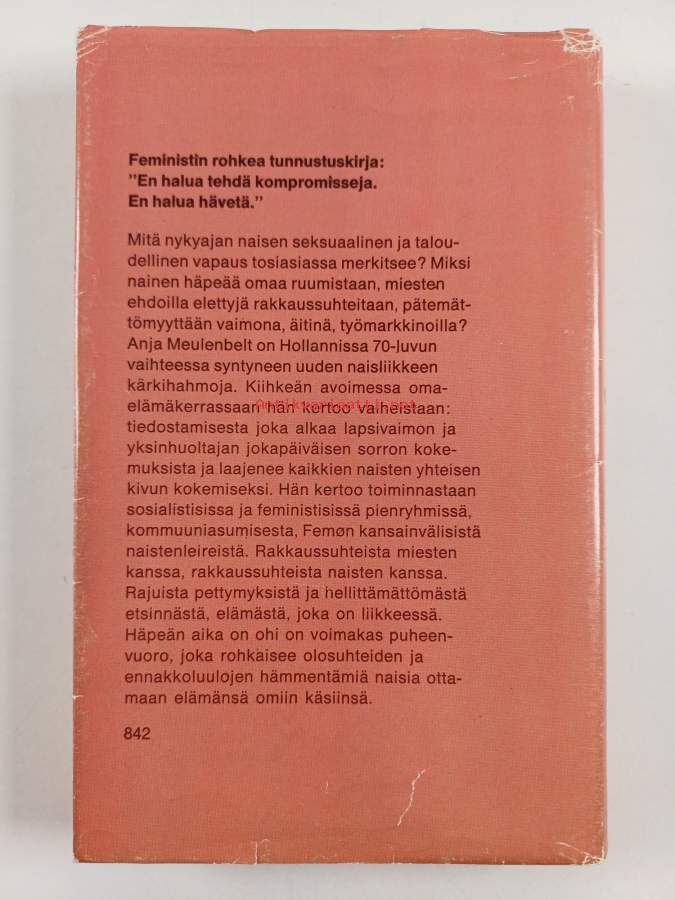 Feministin rohkea tunnustuskirja:
”En halua tehdä kompromisseja.
En halua hävetä.”
Mitä nykyajan naisen seksuaalinen ja talou-
dellinen vapaus tosiasiassa merkitsee? Miksi
nainen häpeää omaa ruumistaan, miesten
ehdoilla elettyjä rakkaussuhteitaan, pätemät-
tömyyttään vaimona, äitinä, työmarkkinoilla?
Anja Meulenbelt on Hollannissa 70-luvun
vaihteessa syntyneen uuden naisliikkeen
kärkihahmoja. Kiihkeän avoimessa oma-
elämäkerrassaan hän kertoo vaiheistaan:
Antikvariaatti.net
tiedostamisesta joka alkaa lapsivaimon ja
yksinhuoltajan jokapäiväisen sorron koke-
muksista ja laajenee kaikkien naisten yhteisen
kivun kokemiseksi. Hän kertoo toiminnastaan
sosialistisissa ja feministisissä pienryhmissä,
kommuuniasumisesta, Femøn kansainvälisistä
naistenleireistä. Rakkaussuhteista miesten
kanssa, rakkaussuhteista naisten kanssa.
Rajuista pettymyksistä ja hellittämättömästä
etsinnästä, elämästä, joka on liikkeessä.
Häpeän aika on ohi on voimakas puheen-
vuoro, joka rohkaisee olosuhteiden ja
ennakkoluulojen hämmentämiä naisia otta-
maan elämänsä omiin käsiinsä.
842